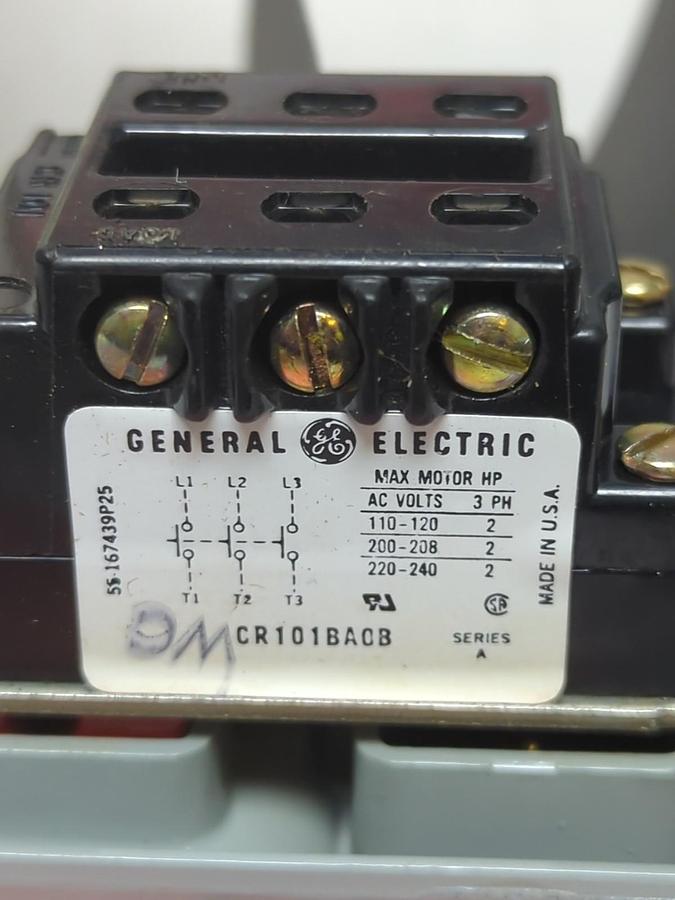 GENERAL GE ELECTRIC
L1 L2 L3
T1 T2 T3
MAX MOTOR HP
AC VOLTS 3 PH
110-120 2
200-208 2
220-240 2
55-167439P25
MADE IN U.S.A.
CR101BA0B
SERIES
A